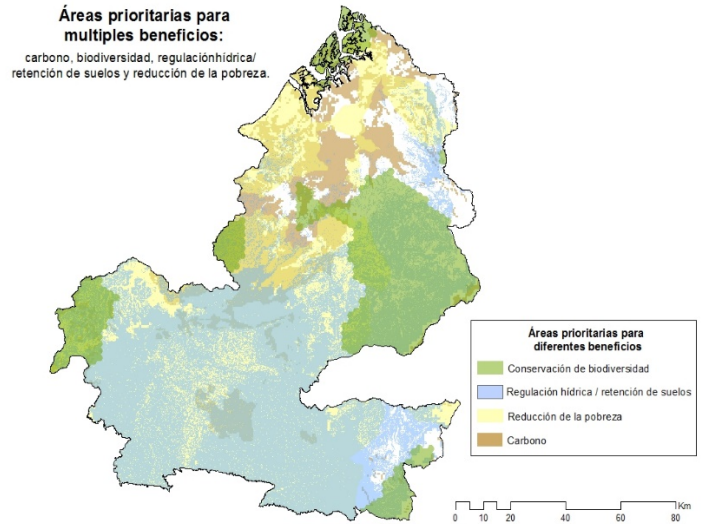 Áreas prioritarias para
multiples beneficios:
carbono, biodiversidad, regulaciónhídrica/
retención de suelos y reducción de la pobreza.
Áreas prioritarias para
diferentes beneficios
Conservación de biodiversidad
Regulación hídrica / retención de suelos
Reducción de la pobreza
Carbono
Km
0 10 20 40 60 80